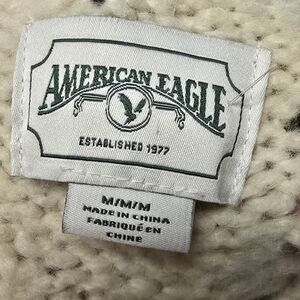 AMERICAN EAGLE
ESTABLISHED 1977
M/M/M
MADE IN CHINA
FABRIQUÉ EN
CHINE